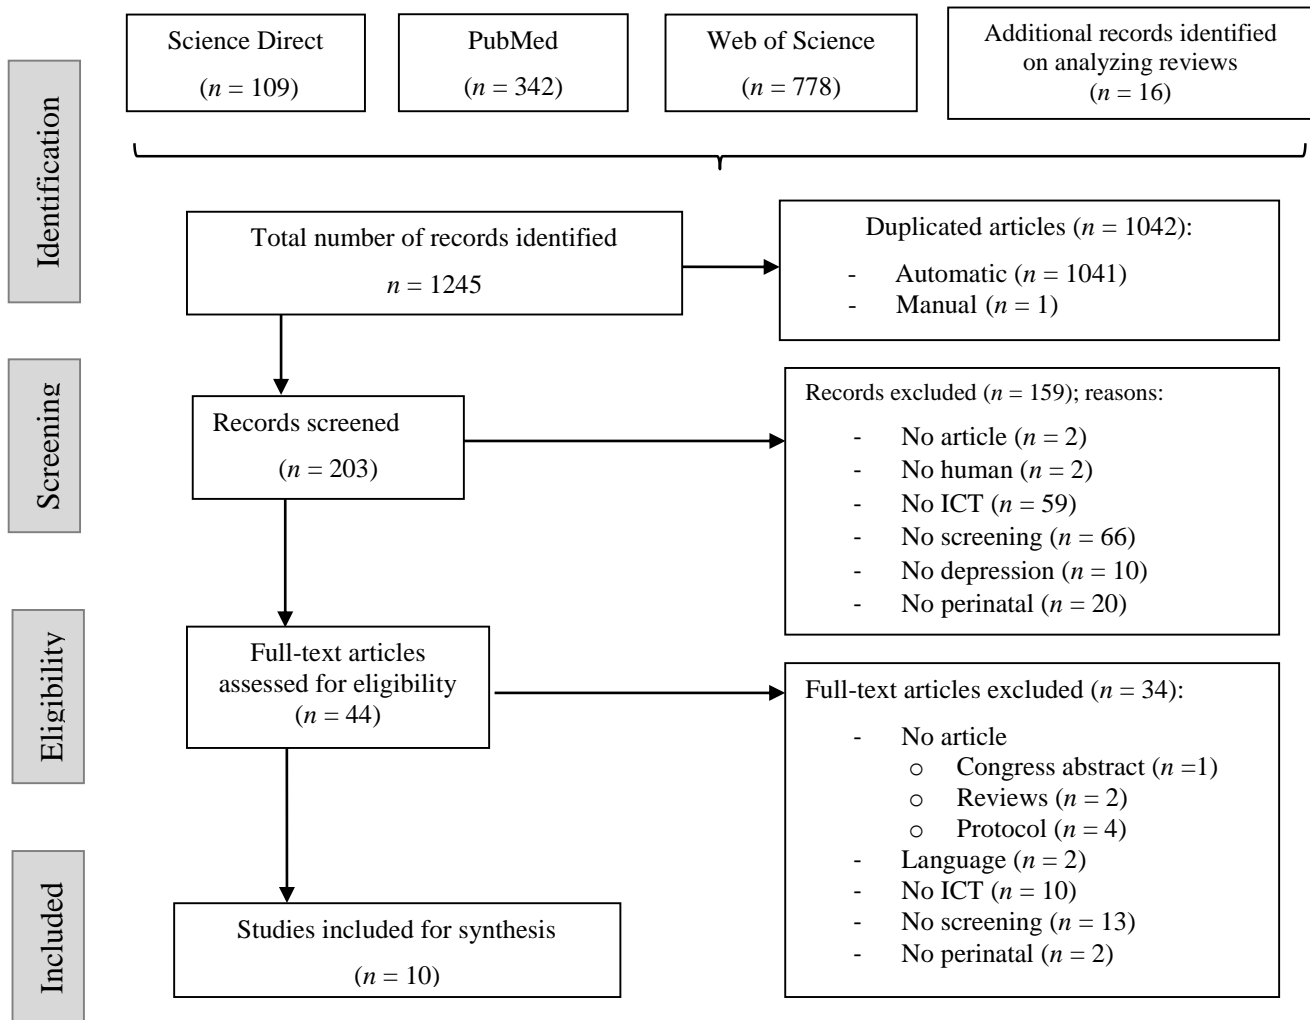 Science Direct
(n = 109)
PubMed
(n = 342)
Web of Science
(n = 778)
Additional records identified
on analyzing reviews
(n = 16)
Identification
Total number of records identified
n = 1245
Duplicated articles (n = 1042):
- Automatic (n = 1041)
- Manual (n = 1)
Screening
Records screened
(n = 203)
Records excluded (n = 159); reasons:
- No article (n = 2)
- No human (n = 2)
- No ICT (n = 59)
- No screening (n = 66)
- No depression (n = 10)
- No perinatal (n = 20)
Eligibility
Full-text articles
assessed for eligibility
(n = 44)
Full-text articles excluded (n = 34):
- No article
o Congress abstract (n =1)
o Reviews (n = 2)
o Protocol (n = 4)
- Language (n = 2)
- No ICT (n = 10)
- No screening (n = 13)
- No perinatal (n = 2)
Included
Studies included for synthesis
(n = 10)